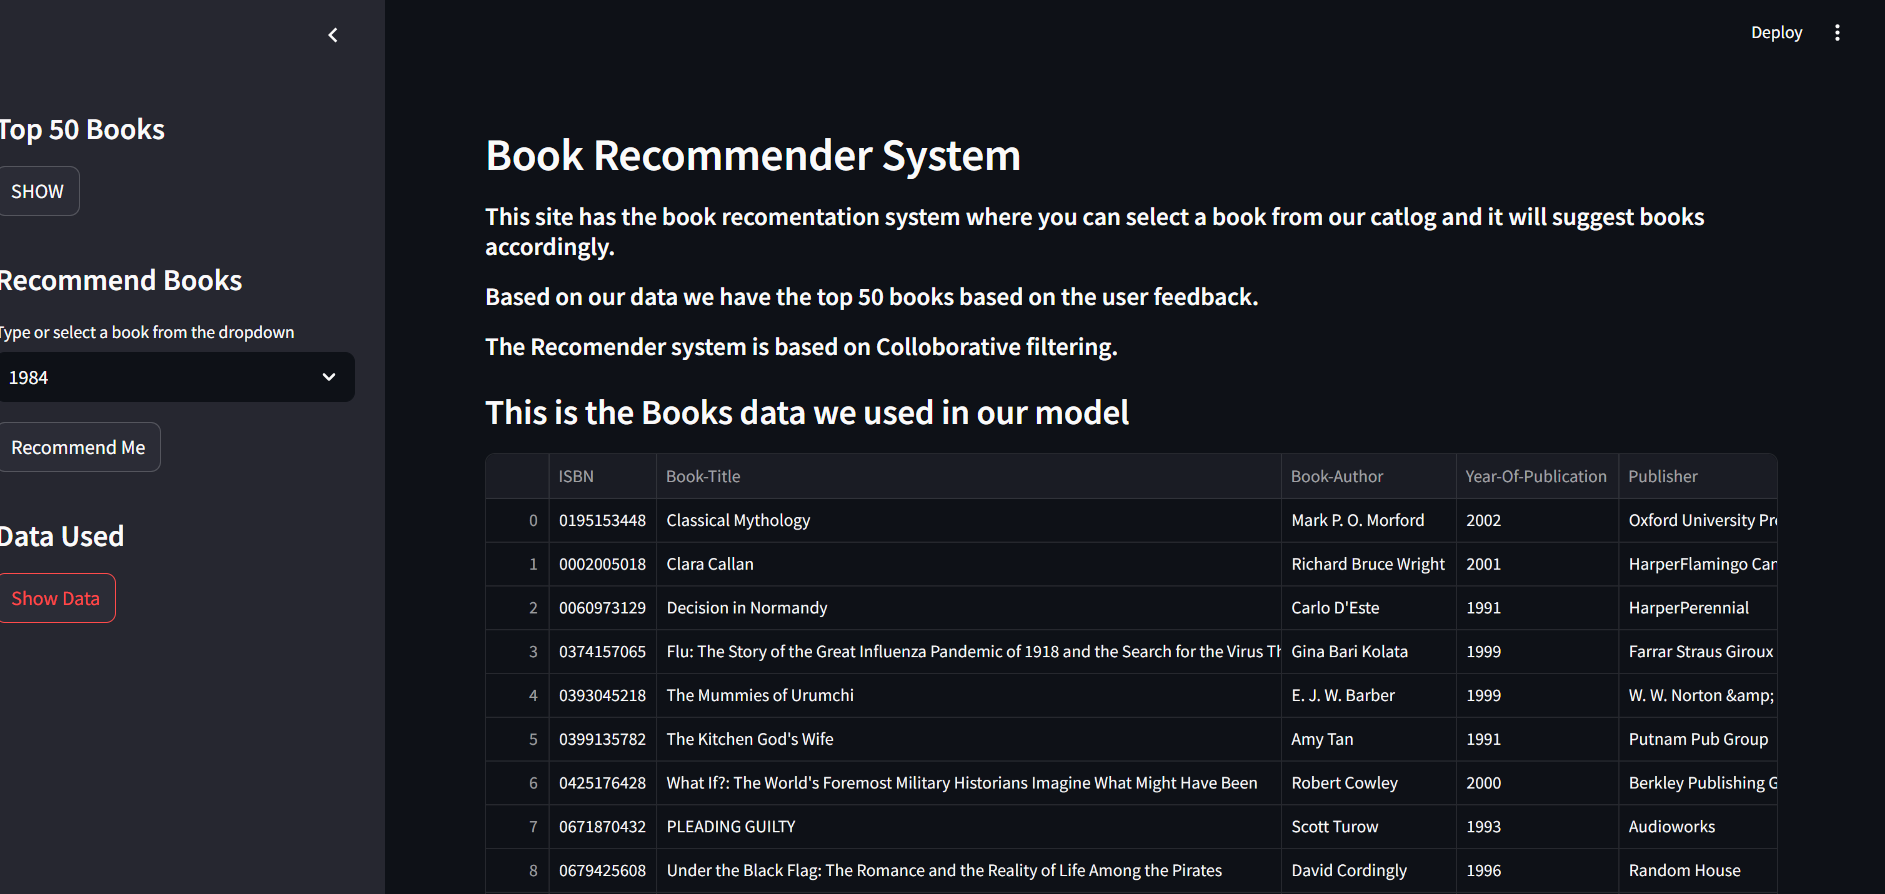 Deploy
Top 50 Books
SHOW
Recommend Books
Type or select a book from the dropdown
1984
Recommend Me
Data Used
Show Data
Book Recommender System
This site has the book recomentation system where you can select a book from our catlog and it will suggest books
accordingly.
Based on our data we have the top 50 books based on the user feedback.
The Recomender system is based on Colloborative filtering.
This is the Books data we used in our model
ISBN Book-Title Book-Author Year-Of-Publication Publisher
0 0195153448 Classical Mythology Mark P. O. Morford 2002 Oxford University Pre
1 0002005018 Clara Callan Richard Bruce Wright 2001 HarperFlamingo Can
2 0060973129 Decision in Normandy Carlo D'Este 1991 HarperPerennial
3 0374157065 Flu: The Story of the Great Influenza Pandemic of 1918 and the Search for the Virus Th Gina Bari Kolata 1999 Farrar Straus Giroux
4 0393045218 The Mummies of Urumchi E. J. W. Barber 1999 W. W. Norton &amp;
5 0399135782 The Kitchen God's Wife Amy Tan 1991 Putnam Pub Group
6 0425176428 What If?: The World's Foremost Military Historians Imagine What Might Have Been Robert Cowley 2000 Berkley Publishing G
7 0671870432 PLEADING GUILTY Scott Turow 1993 Audioworks
8 0679425608 Under the Black Flag: The Romance and the Reality of Life Among the Pirates David Cordingly 1996 Random House